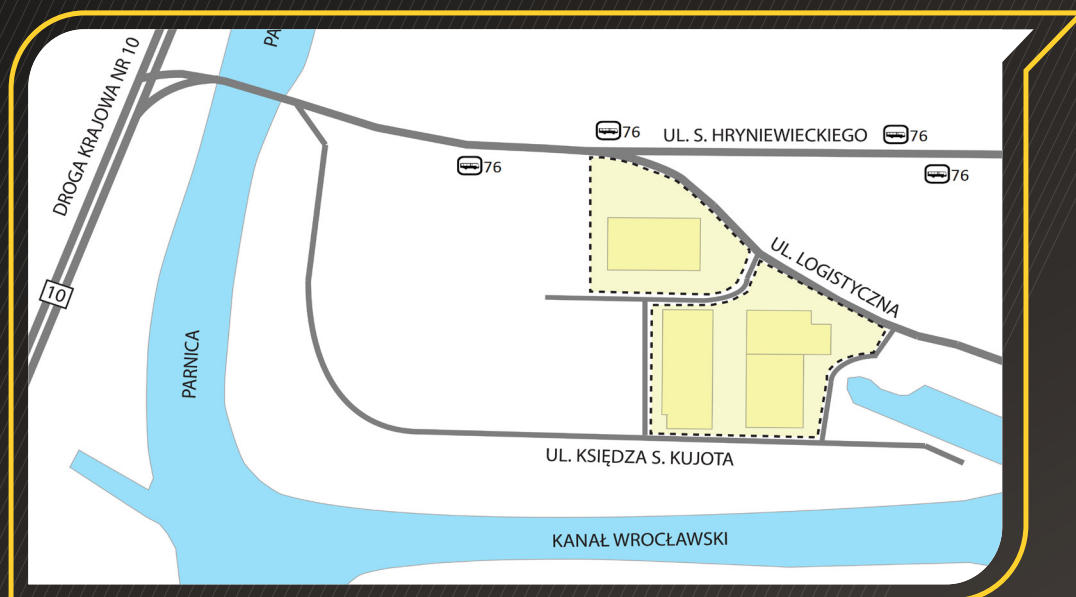 PA
DROGA KRAJOWA NR 10
76
UL. S. HRYNIEWIECKIEGO
76
76
76
UL. LOGISTYCZNA
10
PARNICA
UL. KSIĘDZA S. KUJOTA
KANAŁ WROCŁAWSKI